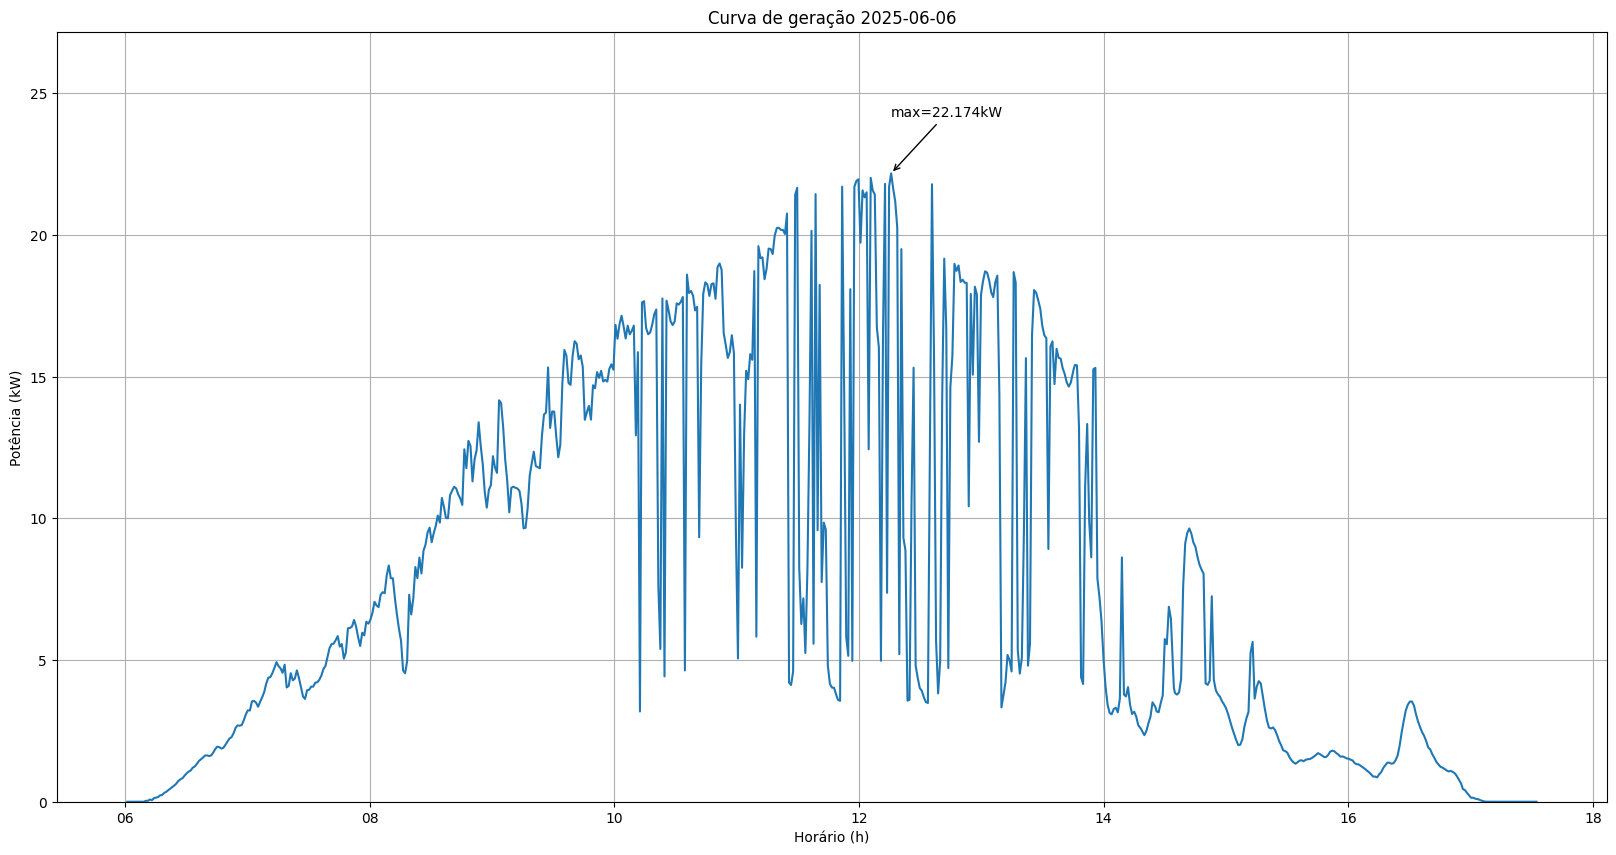 Curva de geração 2025-06-06
25
max=22.174kW
20
15
Potência (kW)
10
5
0
06 08 10 12 14 16 18
Horário (h)